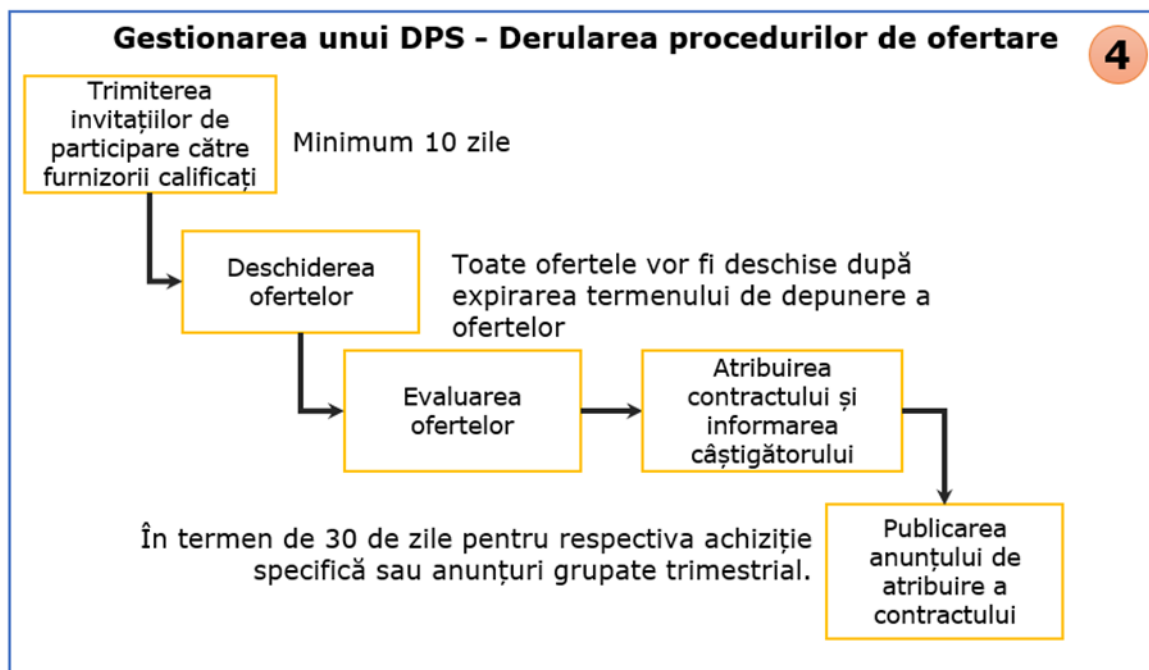 Gestionarea unui DPS - Derularea procedurilor de ofertare
4
Trimiterea
invitațiilor de
participare către
furnizorii calificați
Minimum 10 zile
Deschiderea
ofertelor
Toate ofertele vor fi deschise după
expirarea termenului de depunere a
ofertelor
Evaluarea
ofertelor
Atribuirea
contractului și
informarea
câștigătorului
În termen de 30 de zile pentru respectiva achiziție
specifică sau anunțuri grupate trimestrial.
Publicarea
anunțului de
atribuire a
contractului